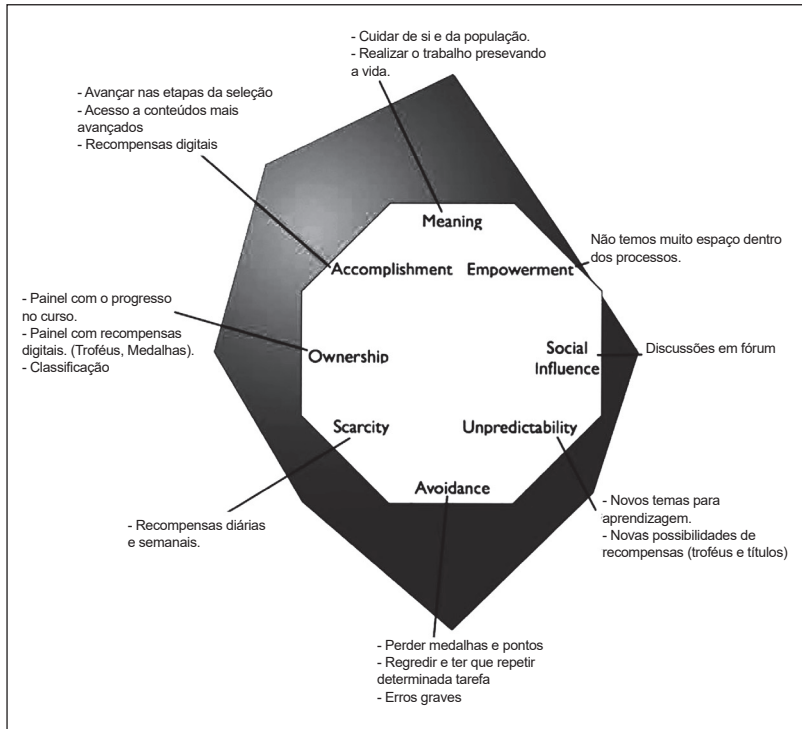 - Cuidar de si e da população.
- Realizar o trabalho presevando
a vida.
- Avançar nas etapas da seleção
- Acesso a conteúdos mais
avançados
- Recompensas digitais
Meaning
Accomplishment
Empowerment
Não temos muito espaço dentro
dos processos.
- Painel com o progresso
no curso.
- Painel com recompensas
digitais. (Troféus, Medalhas).
- Classificação
Ownership
Social
Influence
Discussões em fórum
Scarcity
Unpredictability
Avoidance
- Recompensas diárias
e semanais.
- Novos temas para
aprendizagem.
- Novas possibilidades de
recompensas (troféus e títulos)
- Perder medalhas e pontos
- Regredir e ter que repetir
determinada tarefa
- Erros graves